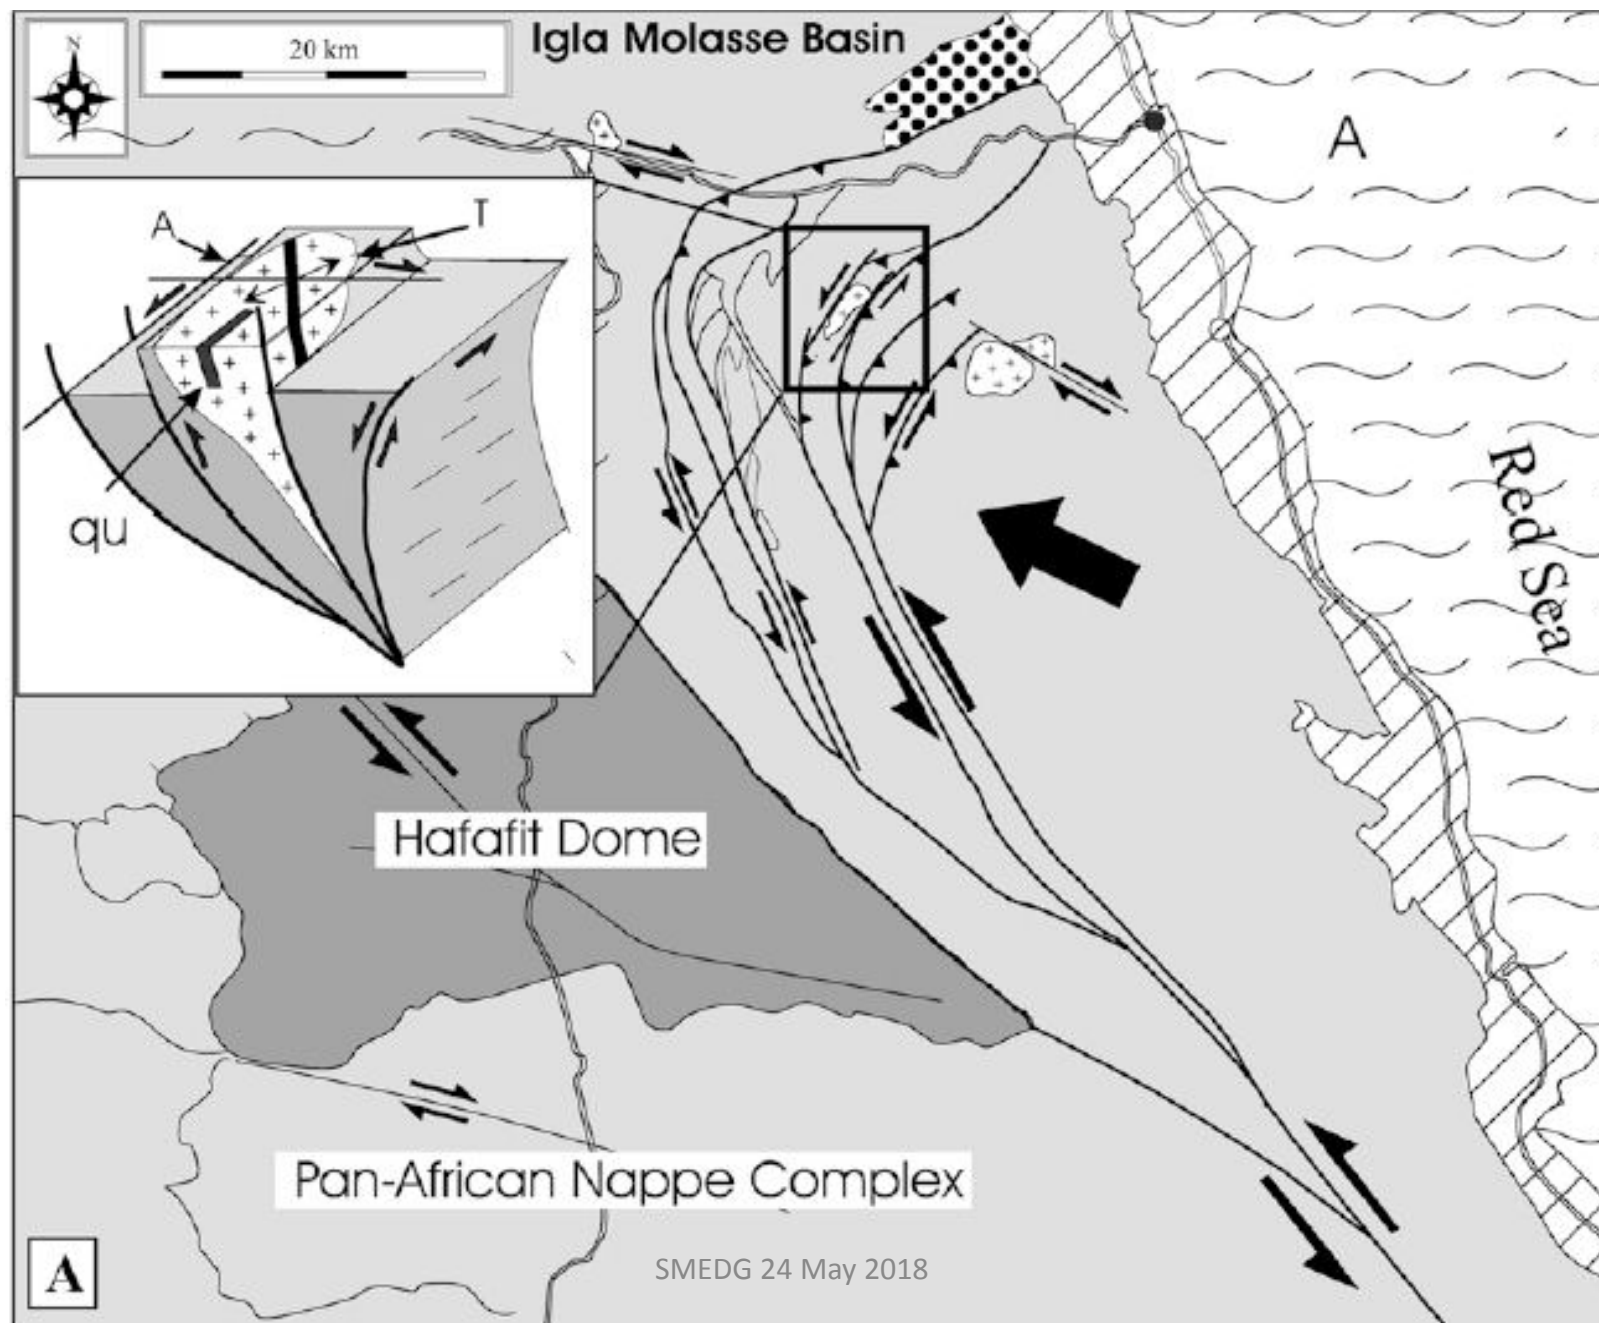 N
20 km
Igla Molasse Basin
A
A
T
qu
Red Sea
Hafafit Dome
Pan-African Nappe Complex
A
SMEDG 24 May 2018